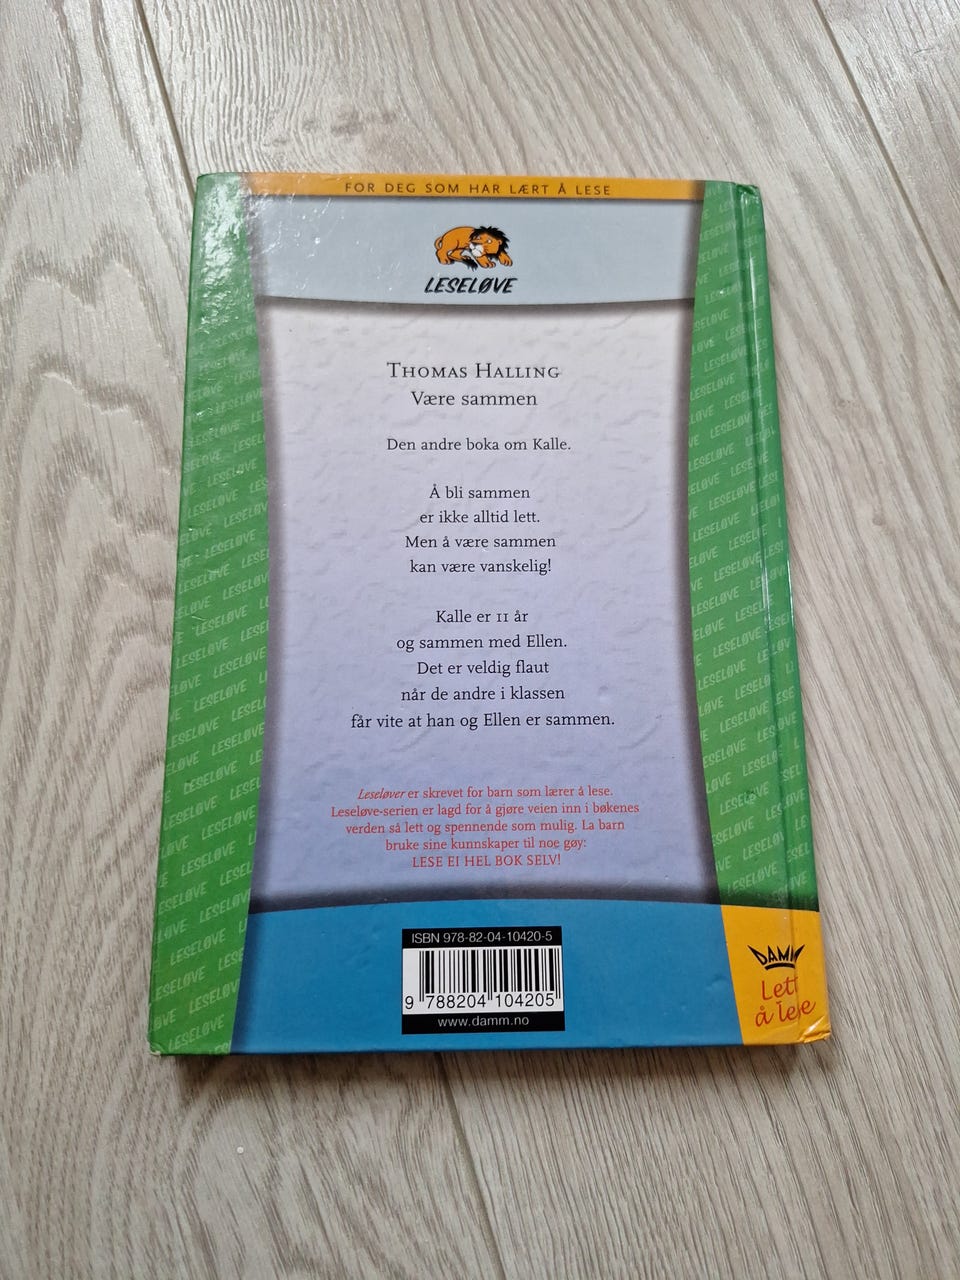 FOR DEG SOM HAR LÆRT Å LESE
LESELØVE
THOMAS HALLING
Være sammen
Den andre boka om Kalle.
Å bli sammen
er ikke alltid lett.
Men å være sammen
kan være vanskelig!
Kalle er 11 år
og sammen med Ellen.
Det er veldig flaut
når de andre i klassen
får vite at han og Ellen er sammen.
Leseløver er skrevet for barn som lærer å lese.
Leseløve-serien er lagd for å gjøre veien inn i bøkenes
verden så lett og spennende som mulig. La barn
bruke sine kunnskaper til noe gøy:
LESE EI HEL BOK SELV!
ISBN 978-82-04-10420-5
9 788204 104205
www.damm.no
DAMM
Lett
å lese